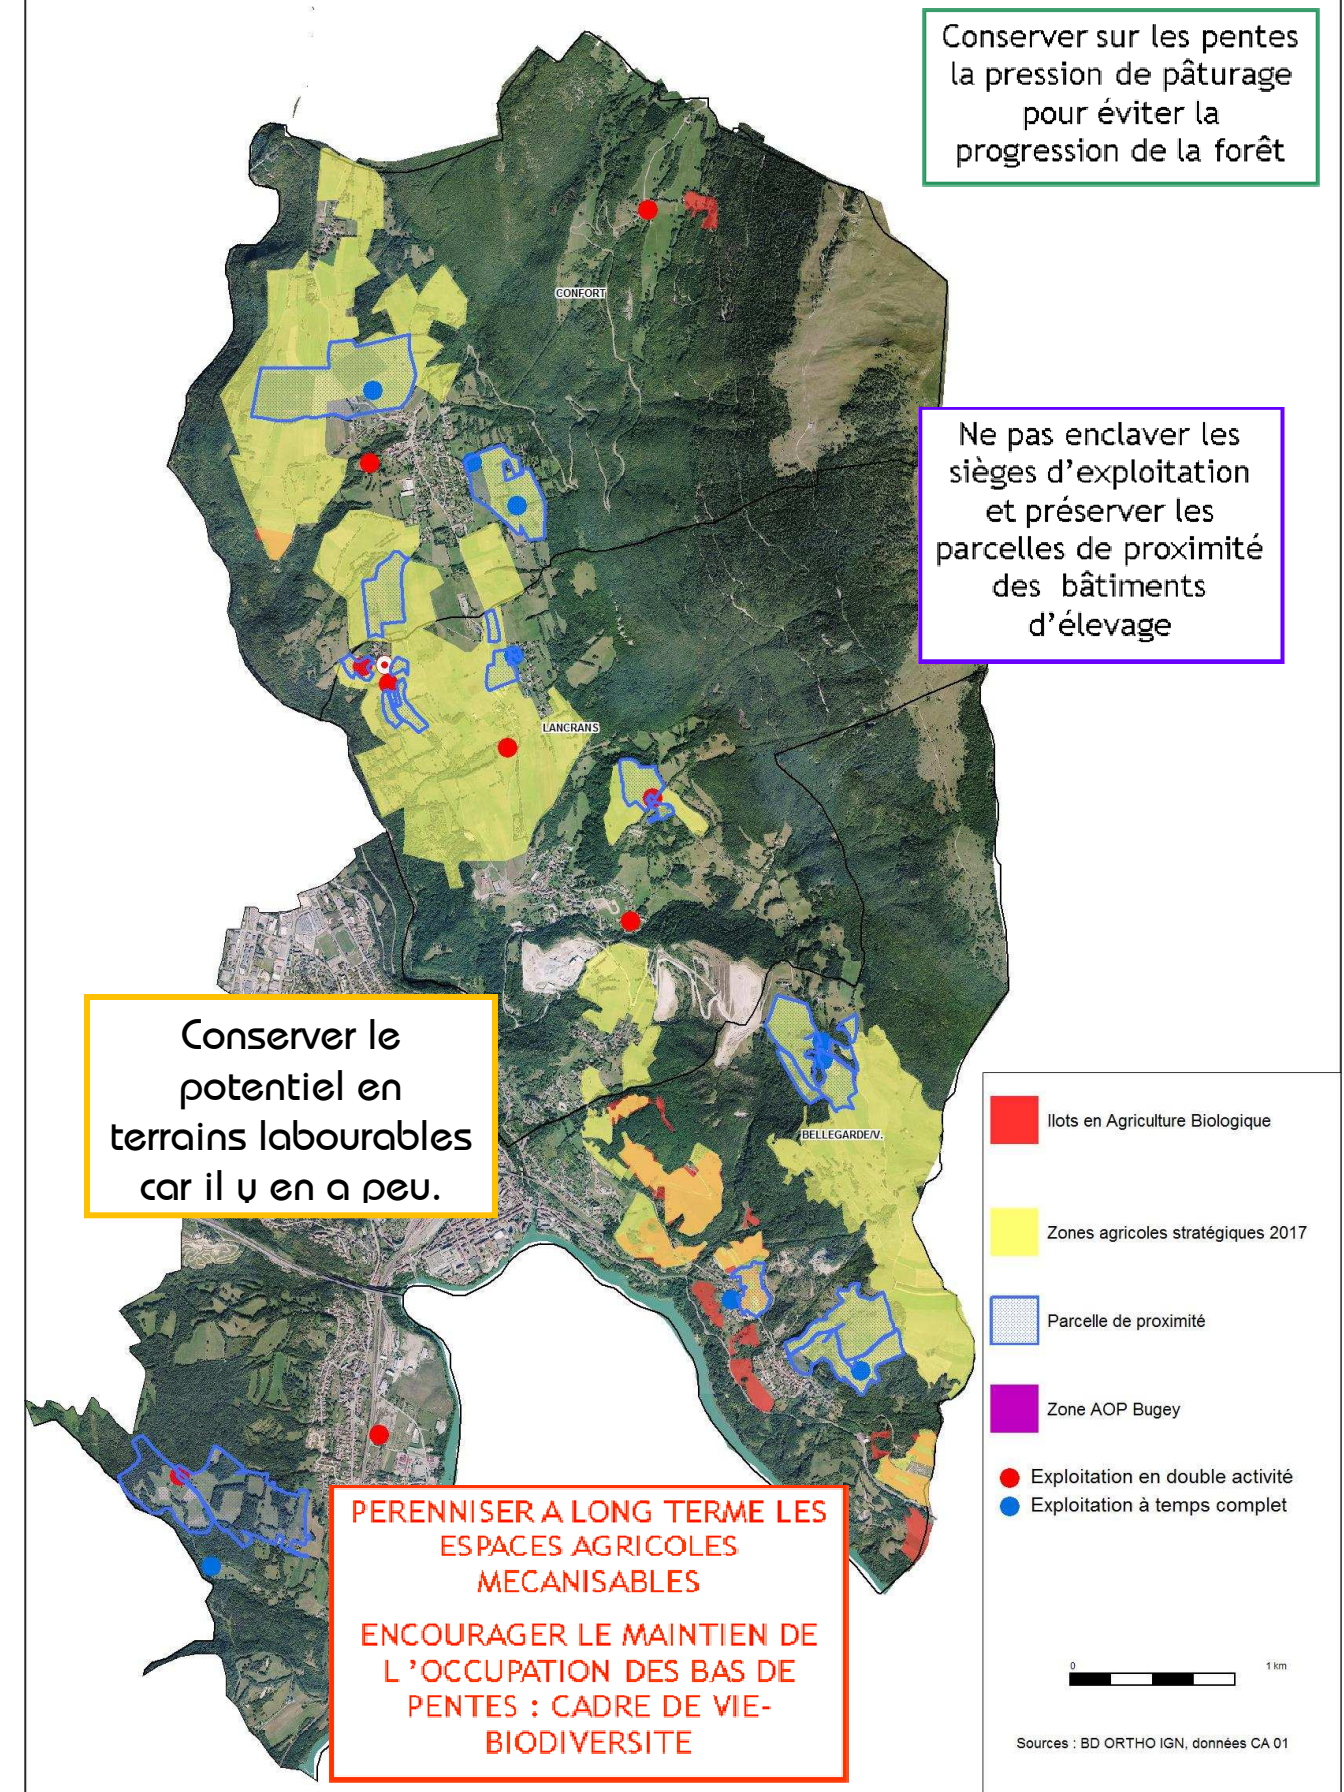 Conserver sur les pentes
la pression de pâturage
pour éviter la
progression de la forêt
CONFORT
Ne pas enclaver les
sièges d'exploitation
et préserver les
parcelles de proximité
des bâtiments
d'élevage
LANCRANS
Conserver le
potentiel en
terrains labourables
car il y en a peu.
BELLEGARDE/V.
Ilots en Agriculture Biologique
Zones agricoles stratégiques 2017
Parcelle de proximité
Zone AOP Bugey
Exploitation en double activité
Exploitation à temps complet
PERENNISER A LONG TERME LES
ESPACES AGRICOLES
MECANISABLES
ENCOURAGER LE MAINTIEN DE
L 'OCCUPATION DES BAS DE
PENTES : CADRE DE VIE-
BIODIVERSITE
0 1 km
Sources : BD ORTHO IGN, données CA 01